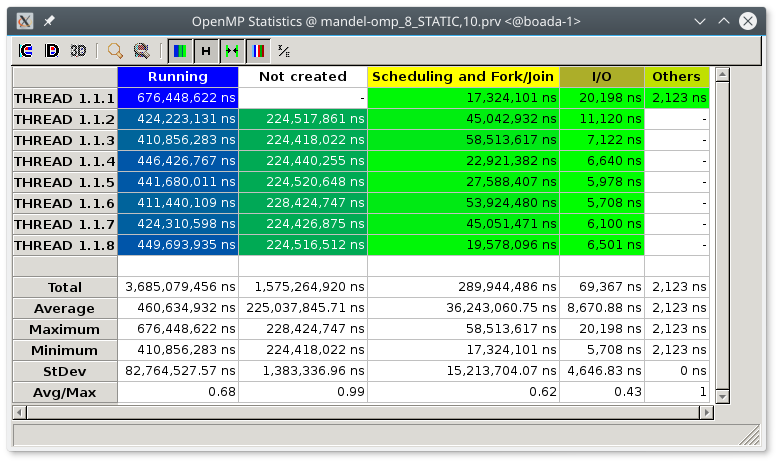 OpenMP Statistics @ mandel-omp_8_STATIC,10.prv <@boada-1>
3D H I/E
Running Not created Scheduling and Fork/Join I/O Others
THREAD 1.1.1 676,448,622 ns - 17,324,101 ns 20,198 ns 2,123 ns
THREAD 1.1.2 424,223,131 ns 224,517,861 ns 45,042,932 ns 11,120 ns -
THREAD 1.1.3 410,856,283 ns 224,418,022 ns 58,513,617 ns 7,122 ns -
THREAD 1.1.4 446,426,767 ns 224,440,255 ns 22,921,382 ns 6,640 ns -
THREAD 1.1.5 441,680,011 ns 224,520,648 ns 27,588,407 ns 5,978 ns -
THREAD 1.1.6 411,440,109 ns 228,424,747 ns 53,924,480 ns 5,708 ns -
THREAD 1.1.7 424,310,598 ns 224,426,875 ns 45,051,471 ns 6,100 ns -
THREAD 1.1.8 449,693,935 ns 224,516,512 ns 19,578,096 ns 6,501 ns -
Total 3,685,079,456 ns 1,575,264,920 ns 289,944,486 ns 69,367 ns 2,123 ns
Average 460,634,932 ns 225,037,845.71 ns 36,243,060.75 ns 8,670.88 ns 2,123 ns
Maximum 676,448,622 ns 228,424,747 ns 58,513,617 ns 20,198 ns 2,123 ns
Minimum 410,856,283 ns 224,418,022 ns 17,324,101 ns 5,708 ns 2,123 ns
StDev 82,764,527.57 ns 1,383,336.96 ns 15,213,704.07 ns 4,646.83 ns 0 ns
Avg/Max 0.68 0.99 0.62 0.43 1